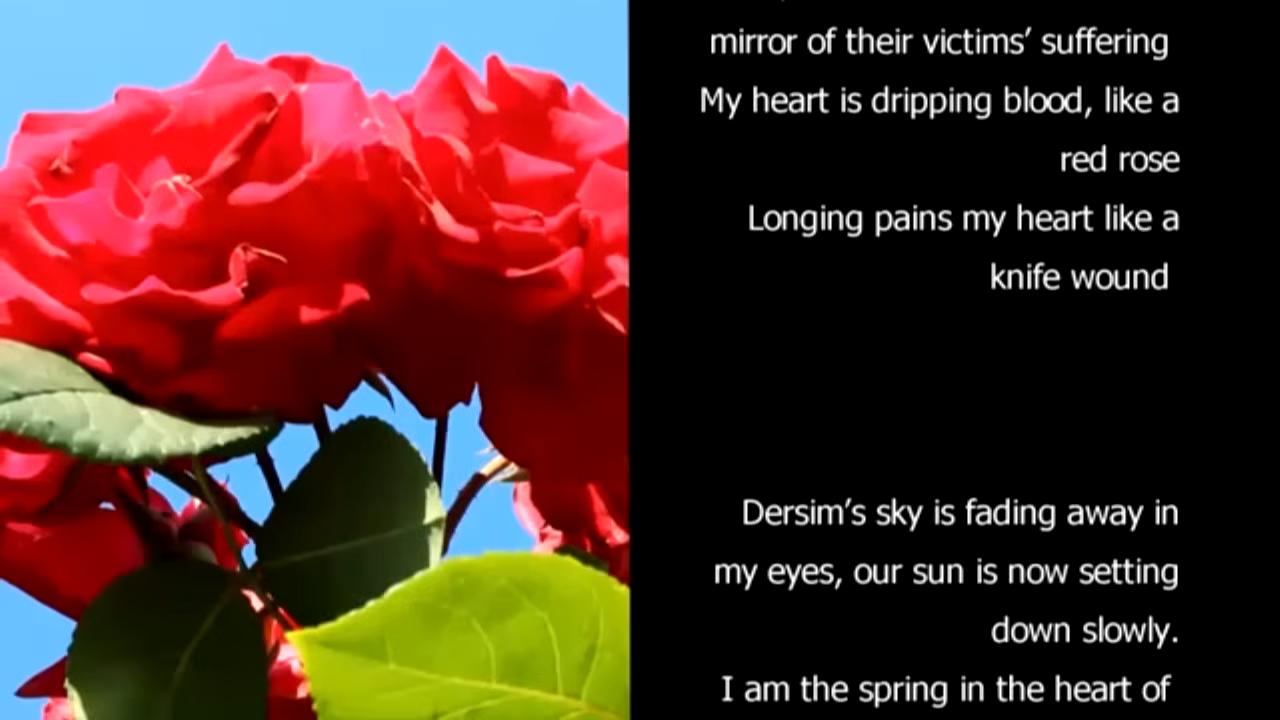 mirror of their victims’ suffering
My heart is dripping blood, like a
red rose
Longing pains my heart like a
knife wound
Dersim’s sky is fading away in
my eyes, our sun is now setting
down slowly.
I am the spring in the heart of